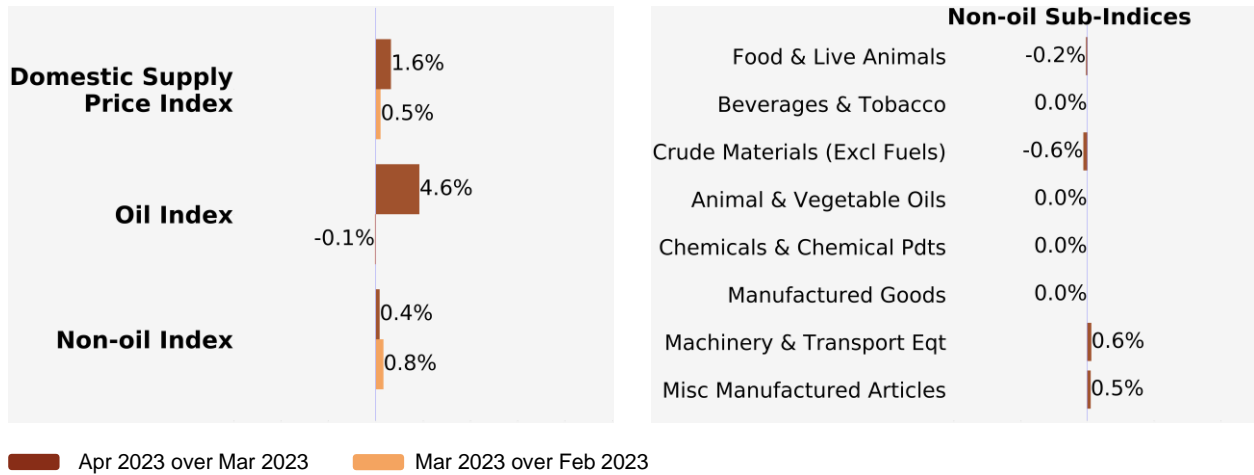 Domestic Supply
Price Index
1.6%
0.5%
Oil Index
4.6%
-0.1%
Non-oil Index
0.4%
0.8%
Non-oil Sub-Indices
Food & Live Animals -0.2%
Beverages & Tobacco 0.0%
Crude Materials (Excl Fuels) -0.6%
Animal & Vegetable Oils 0.0%
Chemicals & Chemical Pdts 0.0%
Manufactured Goods 0.0%
Machinery & Transport Eqt 0.6%
Misc Manufactured Articles 0.5%
Apr 2023 over Mar 2023 Mar 2023 over Feb 2023